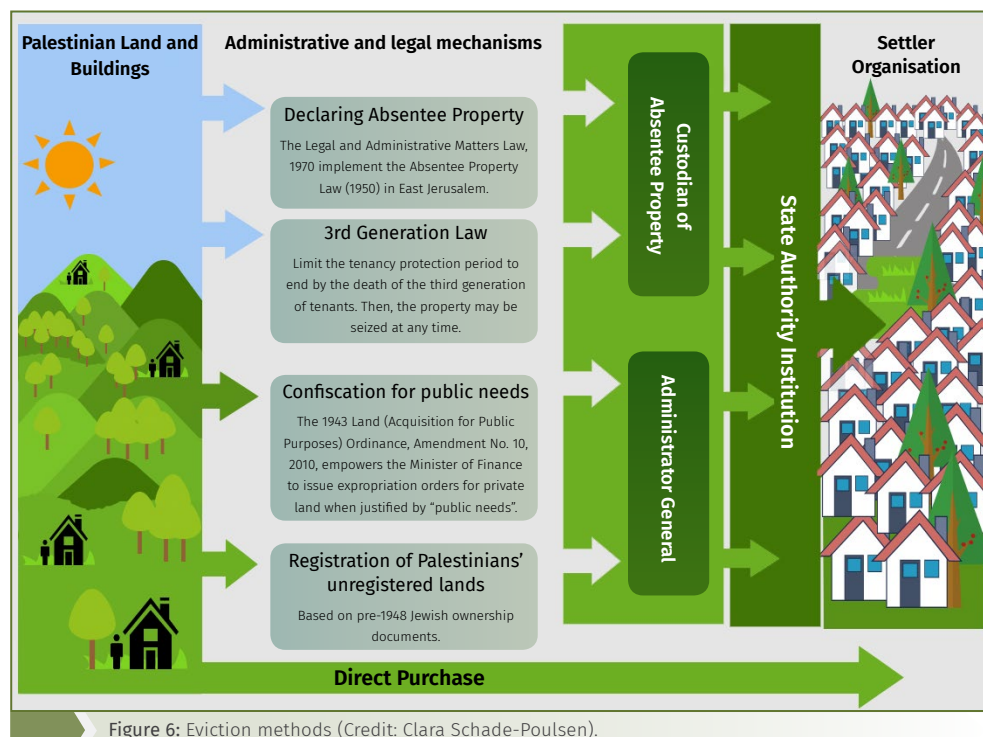 Palestinian Land and
Buildings
Administrative and legal mechanisms
Settler
Organisation
Declaring Absentee Property
The Legal and Administrative Matters Law,
1970 implement the Absentee Property
Law (1950) in East Jerusalem.
3rd Generation Law
Limit the tenancy protection period to
end by the death of the third generation
of tenants. Then, the property may be
seized at any time.
Confiscation for public needs
The 1943 Land (Acquisition for Public
Purposes) Ordinance, Amendment No. 10,
2010, empowers the Minister of Finance
to issue expropriation orders for private
land when justified by “public needs”.
Registration of Palestinians’
unregistered lands
Based on pre-1948 Jewish ownership
documents.
Custodian of
Absentee Property
Administrator General
State Authority Institution
Direct Purchase
Figure 6: Eviction methods (Credit: Clara Schade-Poulsen).